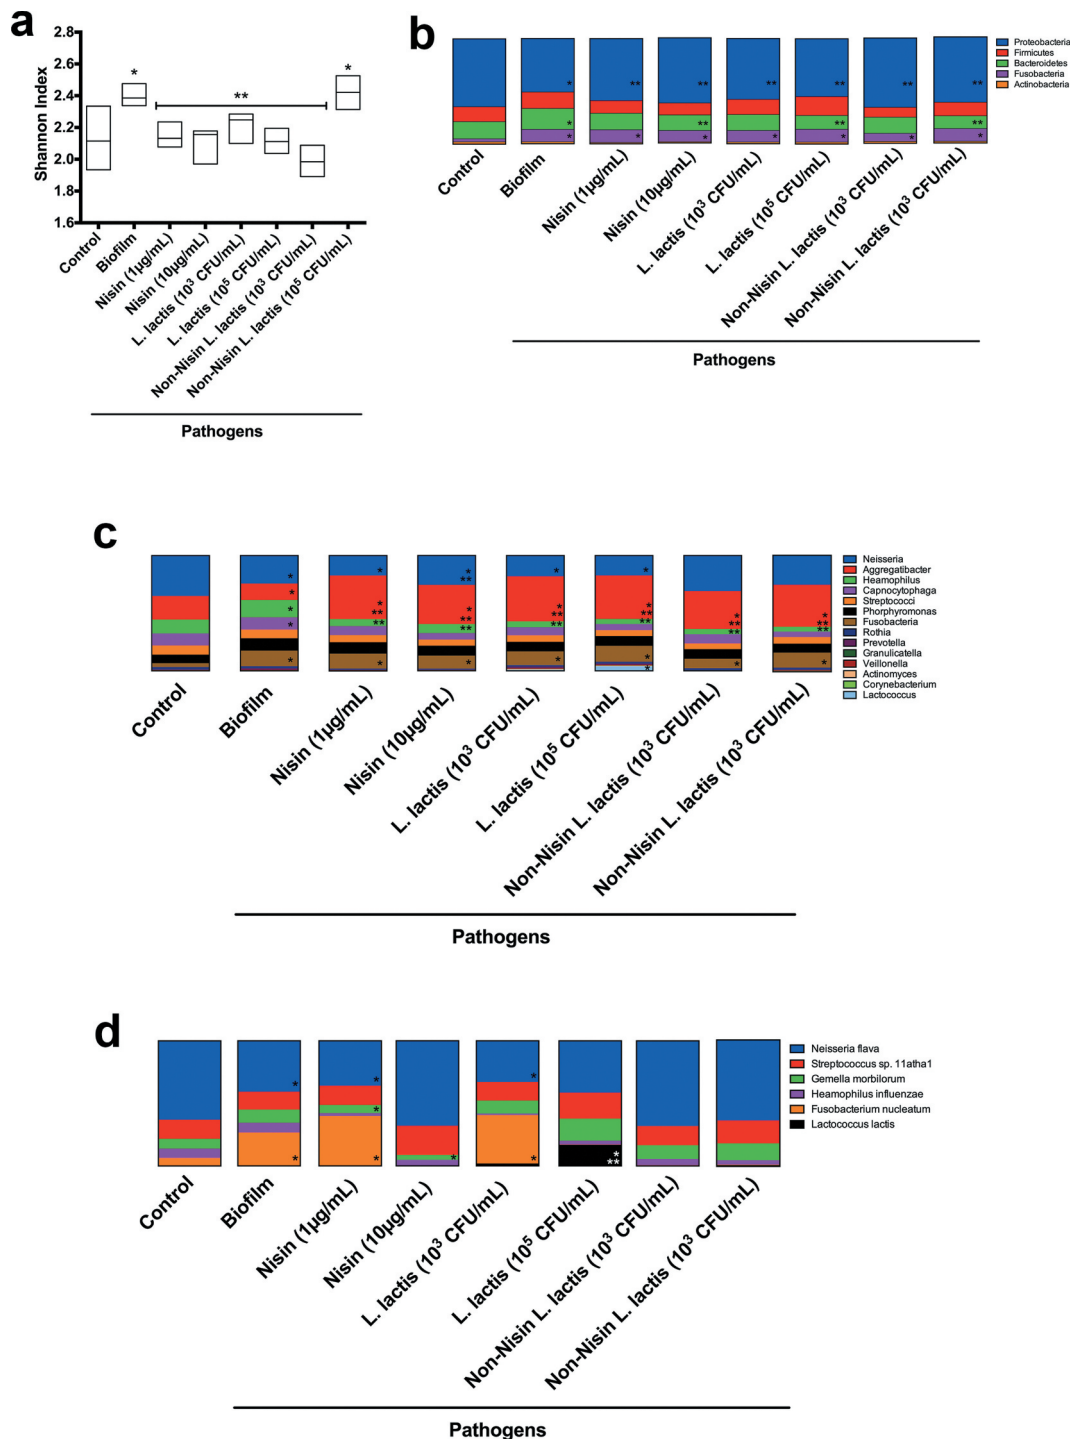 a
2.8
2.6
2.4
2.2
2.0
1.8
1.6
Shannon Index
*
**
*
Control
Biofilm
Nisin (1μg/mL)
Nisin (10μg/mL)
L. lactis (10³ CFU/mL)
L. lactis (10⁵ CFU/mL)
Non-Nisin L. lactis (10³ CFU/mL)
Non-Nisin L. lactis (10⁵ CFU/mL)
Pathogens
b
* ** ** * ** ** **
**
* ** **
* * * * * * *
Proteobacteria
Firmicutes
Bacteroidetes
Fusobacteria
Actinobacteria
Control
Biofilm
Nisin (1μg/mL)
Nisin (10μg/mL)
L. lactis (10³ CFU/mL)
L. lactis (10⁵ CFU/mL)
Non-Nisin L. lactis (10³ CFU/mL)
Non-Nisin L. lactis (10³ CFU/mL)
Pathogens
c
Neisseria
Aggregatibacter
Heamophilus
Capnocytophaga
Streptococci
Phorphyromonas
Fusobacteria
Rothia
Prevotella
Granulicatella
Veillonella
Actinomyces
Corynebacterium
Lactococcus
Control
Biofilm
Nisin (1μg/mL)
Nisin (10μg/mL)
L. lactis (10³ CFU/mL)
L. lactis (10⁵ CFU/mL)
Non-Nisin L. lactis (10³ CFU/mL)
Non-Nisin L. lactis (10³ CFU/mL)
Pathogens
d
Neisseria flava
Streptococcus sp. 11atha1
Gemella morbilorum
Heamophilus influenzae
Fusobacterium nucleatum
Lactococcus lactis
Control
Biofilm
Nisin (1μg/mL)
Nisin (10μg/mL)
L. lactis (10³ CFU/mL)
L. lactis (10⁵ CFU/mL)
Non-Nisin L. lactis (10³ CFU/mL)
Non-Nisin L. lactis (10³ CFU/mL)
Pathogens